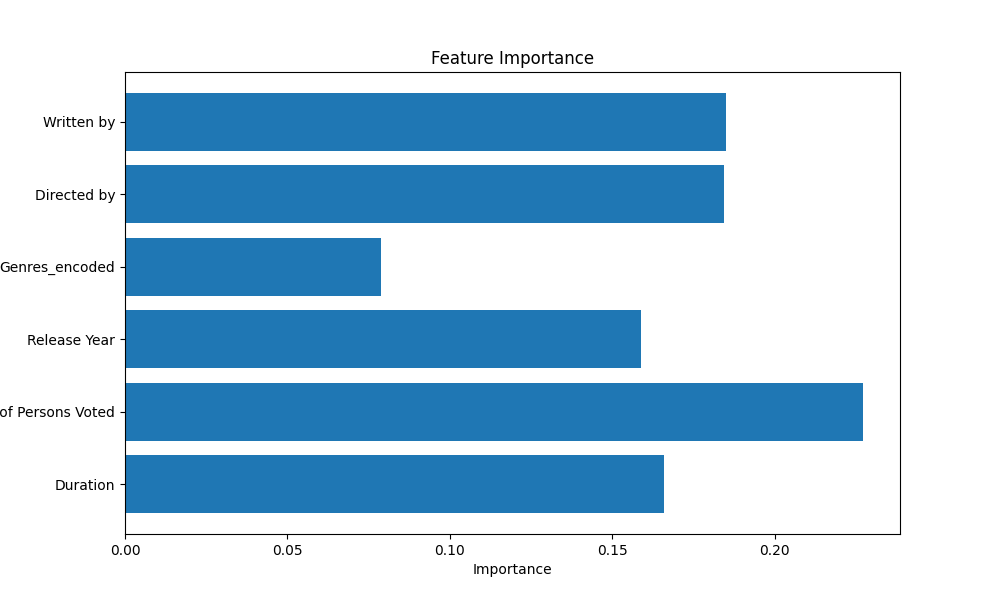 Feature Importance
Written by
Directed by
Genres_encoded
Release Year
of Persons Voted
Duration
0.00 0.05 0.10 0.15 0.20
Importance